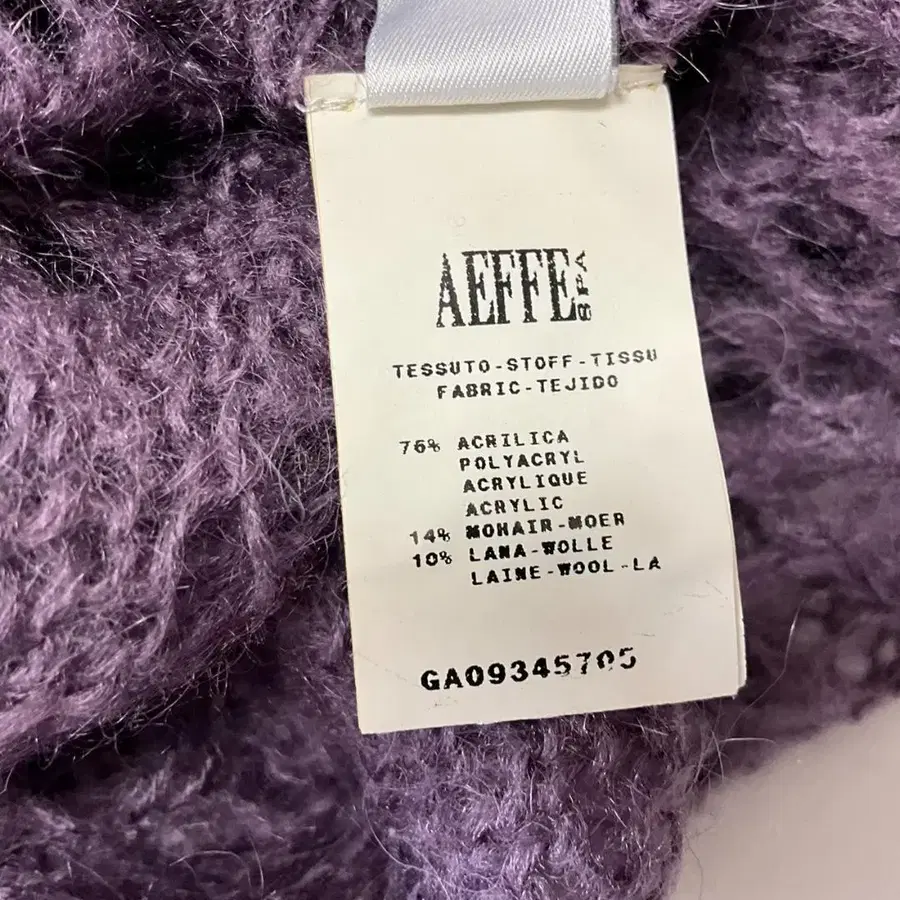 AEFFE SPA
TESSUTO-STOFF-TISSU
FABRIC-TEJIDO
76% ACRILICA
POLYACRYL
ACRYLIQUE
ACRYLIC
14% MOHAIR-MOER
10% LANA-WOLLE
LAINE-WOOL-LA
GA09345705